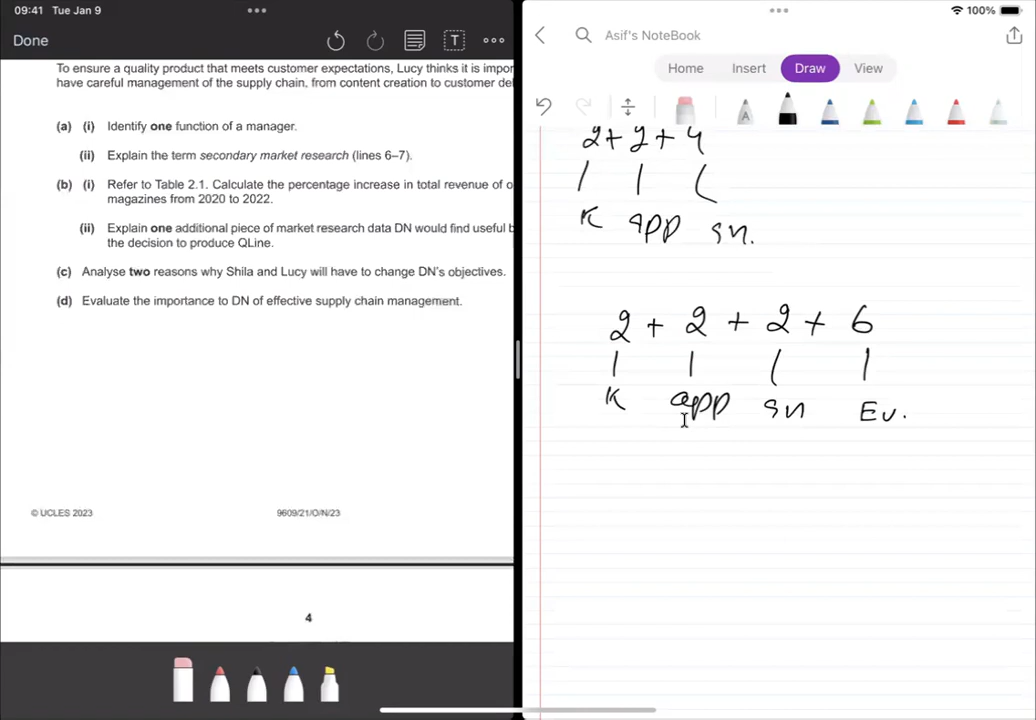 09:41 Tue Jan 9
100%
Done
T
Asif's NoteBook
Home Insert Draw View
A
To ensure a quality product that meets customer expectations, Lucy thinks it is impor
have careful management of the supply chain, from content creation to customer del
(a) (i) Identify one function of a manager.
(ii) Explain the term secondary market research (lines 6–7).
(b) (i) Refer to Table 2.1. Calculate the percentage increase in total revenue of o
magazines from 2020 to 2022.
(ii) Explain one additional piece of market research data DN would find useful b
the decision to produce QLine.
(c) Analyse two reasons why Shila and Lucy will have to change DN's objectives.
(d) Evaluate the importance to DN of effective supply chain management.
© UCLES 2023 9609/21/O/N/23
4
2 + 2 + 4
K app an.
2 + 2 + 2 + 6
K app an Ev.